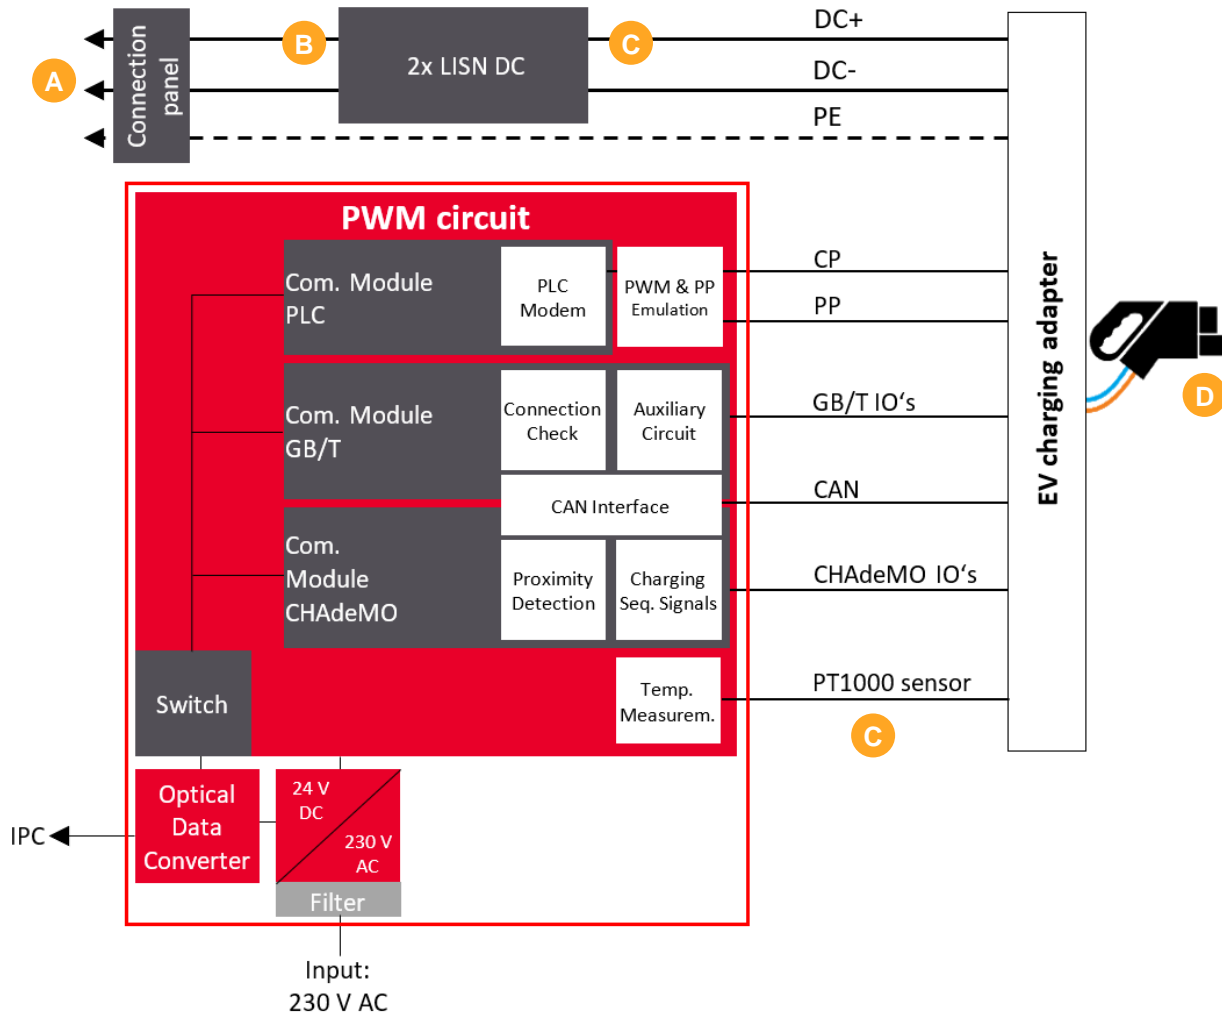 DC+
B
C
2x LISN DC
DC-
A
Connection
panel
PE
PWM circuit
Com. Module
PLC
PLC
Modem
PWM & PP
Emulation
CP
PP
EV charging adapter
D
Com. Module
GB/T
Connection
Check
Auxiliary
Circuit
GB/T IO‘s
CAN Interface
CAN
Com.
Module
CHAdeMO
Proximity
Detection
Charging
Seq. Signals
CHAdeMO IO‘s
Switch
Temp.
Measurem.
PT1000 sensor
C
Optical
Data
Converter
24 V
DC
230 V
AC
IPC
Filter
Input:
230 V AC